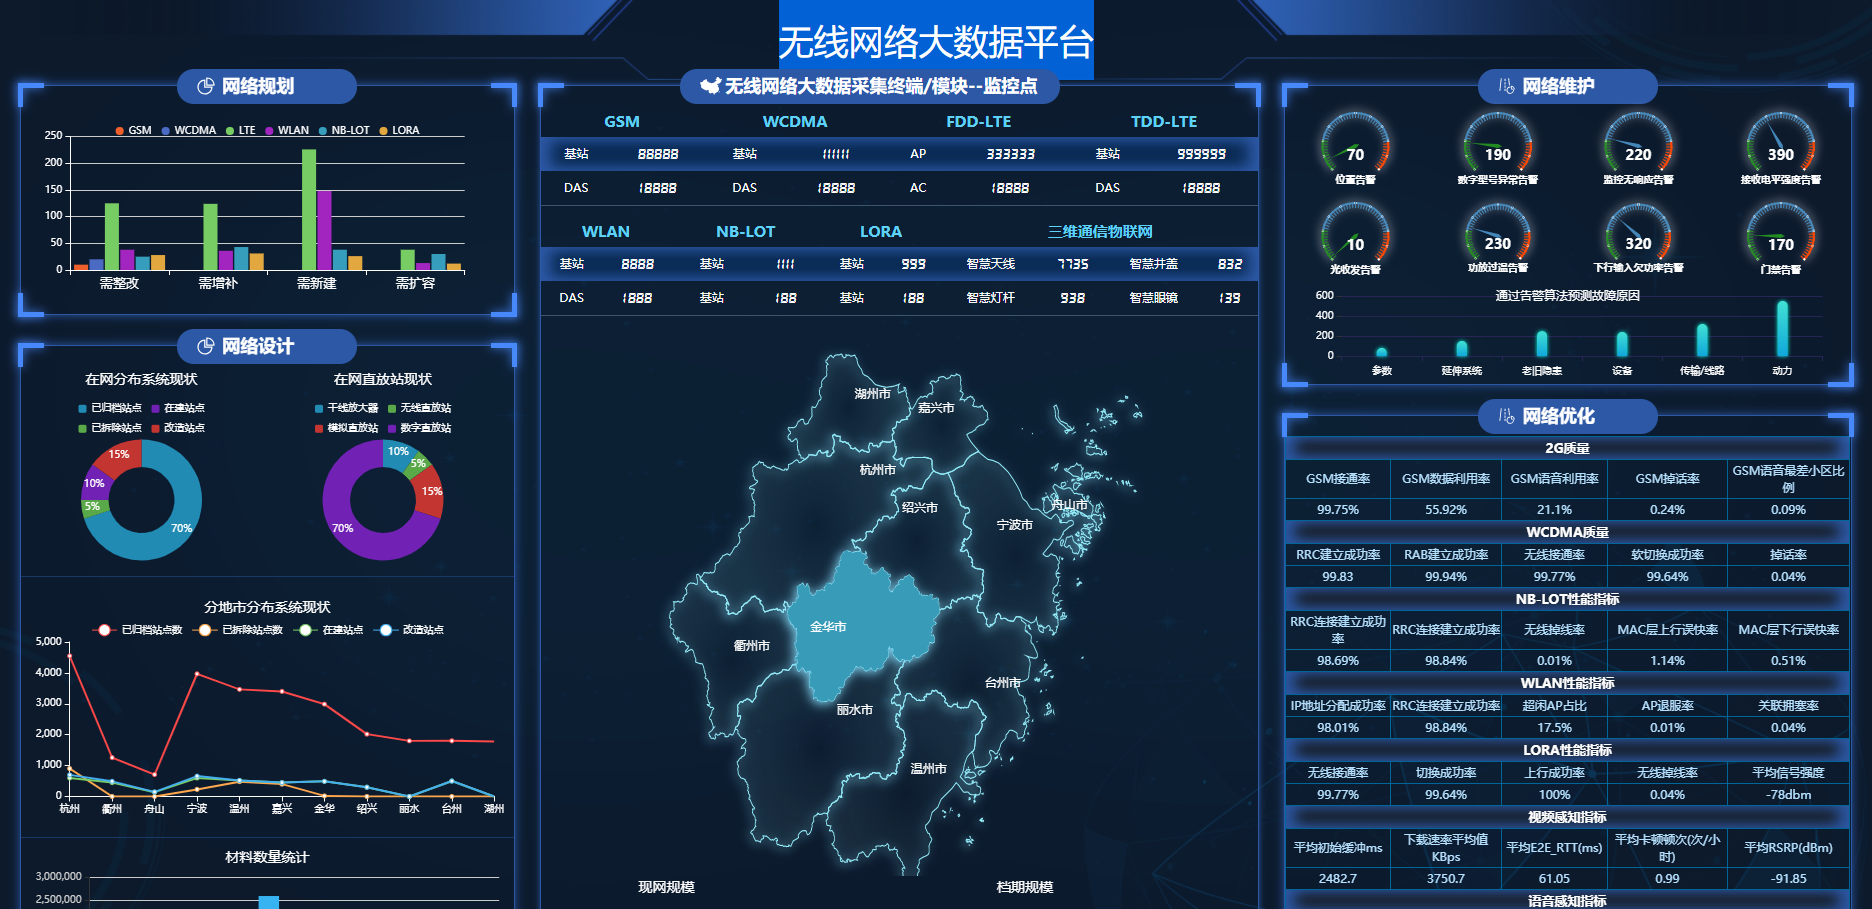 无线网络大数据平台
网络规划
GSM WCDMA LTE WLAN NB-LOT LORA
250
200
150
100
50
0
需整改 需增补 需新建 需扩容
网络设计
在网分布系统现状 在网直放站现状
已归档站点 在建站点
已拆除站点 改造站点
干线放大器 无线直放站
模拟直放站 数字直放站
15%
10%
5%
70%
10%
5%
15%
70%
分地市分布系统现状
已归档站点数 已拆除站点数 在建站点 改造站点
5,000
4,000
3,000
2,000
1,000
0
杭州 衢州 舟山 宁波 温州 嘉兴 金华 绍兴 丽水 台州 湖州
材料数量统计
3,000,000
2,500,000
无线网络大数据采集终端/模块--监控点
GSM WCDMA FDD-LTE TDD-LTE
基站 88888 基站 111111 AP 333333 基站 999999
DAS 18888 DAS 18888 AC 18888 DAS 18888
WLAN NB-LOT LORA 三维通信物联网
基站 8888 基站 1111 基站 999 智慧天线 7735 智慧井盖 832
DAS 1888 基站 188 基站 188 智慧灯杆 938 智慧眼镜 139
湖州市
嘉兴市
杭州市
绍兴市
舟山市
宁波市
金华市
衢州市
台州市
丽水市
温州市
现网规模 档期规模
网络维护
70 190 220 390
位置告警 数字型号异常告警 监控无响应告警 接收电平强度告警
10 230 320 170
光收发告警 功放过温告警 下行输入欠功率告警 门禁告警
通过告警算法预测故障原因
600
400
200
0
参数 延伸系统 老旧隐患 设备 传输/线路 动力
网络优化
2G质量
GSM接通率 GSM数据利用率 GSM语音利用率 GSM掉话率 GSM语音最差小区比例
99.75% 55.92% 21.1% 0.24% 0.09%
WCDMA质量
RRC建立成功率 RAB建立成功率 无线接通率 软切换成功率 掉话率
99.83 99.94% 99.77% 99.64% 0.04%
NB-LOT性能指标
RRC连接建立成功率 RRC连接建立成功率 无线掉线率 MAC层上行误快率 MAC层下行误快率
98.69% 98.84% 0.01% 1.14% 0.51%
WLAN性能指标
IP地址分配成功率 RRC连接建立成功率 超闲AP占比 AP退服率 关联拥塞率
98.01% 98.84% 17.5% 0.01% 0.04%
LORA性能指标
无线接通率 切换成功率 上行成功率 无线掉线率 平均信号强度
99.77% 99.64% 100% 0.04% -78dbm
视频感知指标
平均初始缓冲ms 下载速率平均值KBps 平均E2E_RTT(ms) 平均卡顿频次(次/小时) 平均RSRP(dBm)
2482.7 3750.7 61.05 0.99 -91.85
语音感知指标